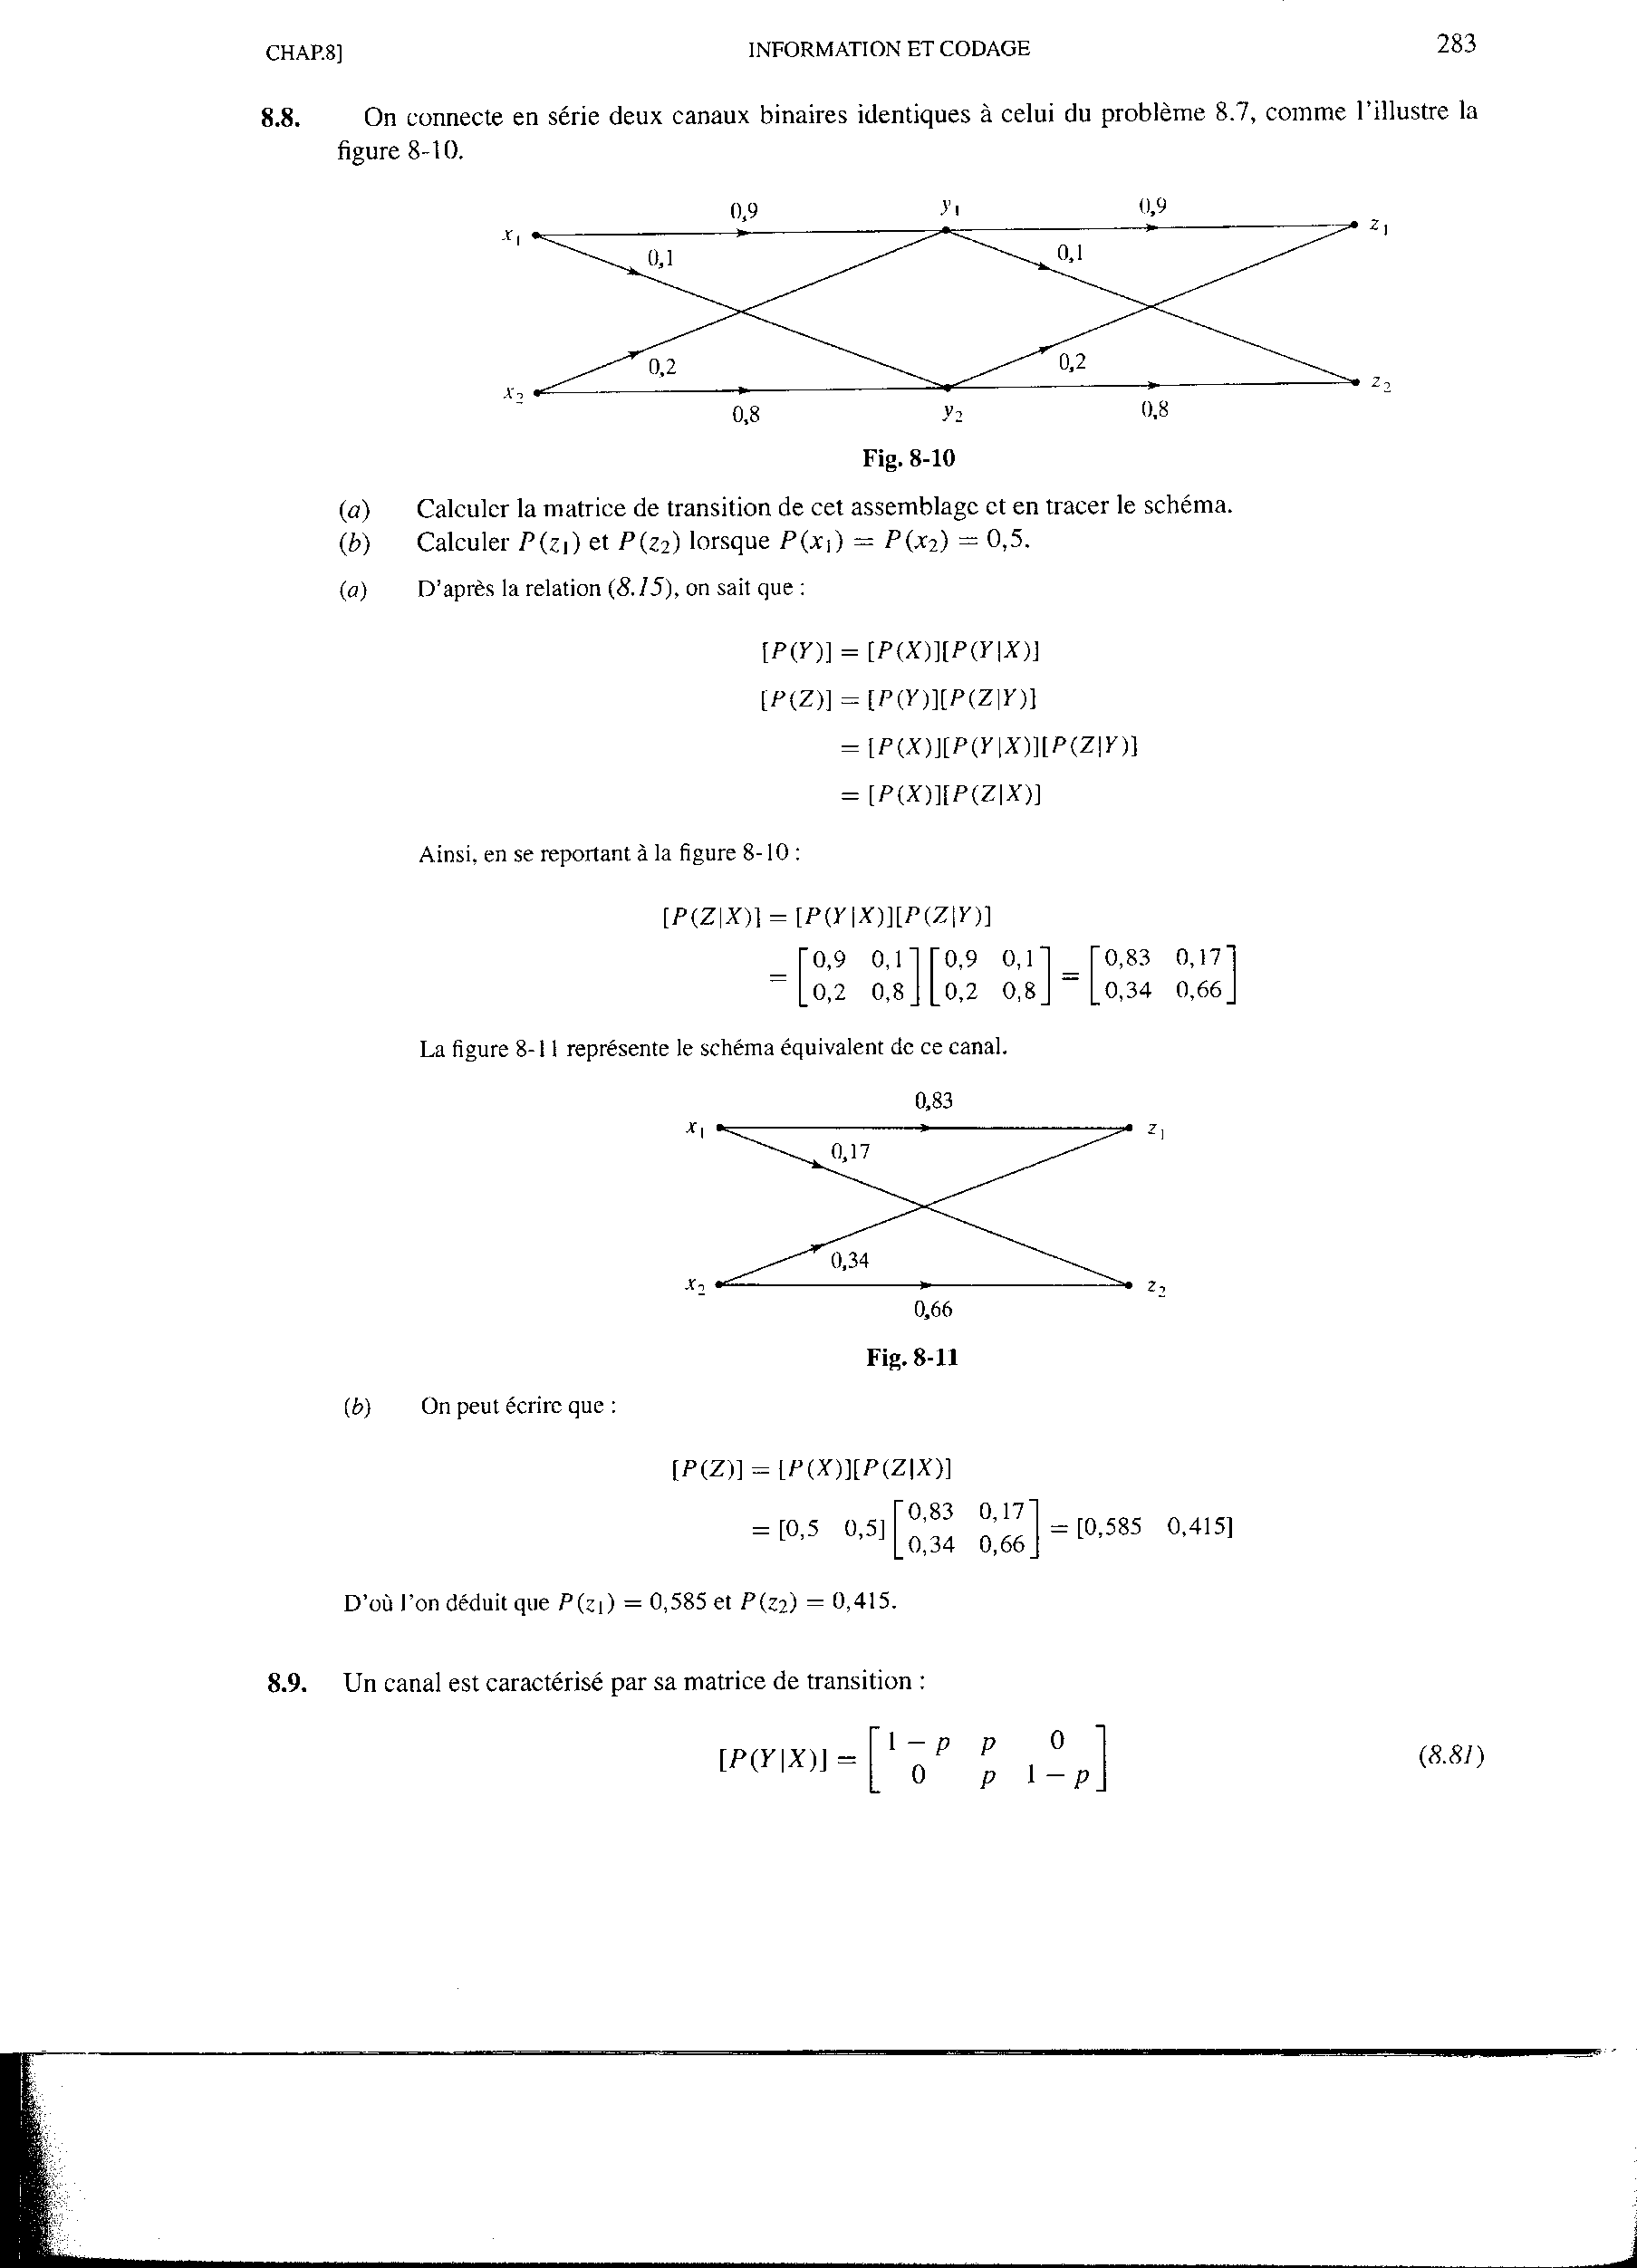 CHAP.8] INFORMATION ET CODAGE 283
8.8. On connecte en série deux canaux binaires identiques à celui du problème 8.7, comme l'illustre la
figure 8-10.
0,9 y1 0,9
x1 z1
0,1 0,1
0,2 0,2
x2 z2
0,8 y2 0,8
Fig. 8-10
(a) Calculer la matrice de transition de cet assemblage et en tracer le schéma.
(b) Calculer P(z1) et P(z2) lorsque P(x1) = P(x2) = 0,5.
(a) D'après la relation (8.15), on sait que :
[P(Y)] = [P(X)][P(Y|X)]
[P(Z)] = [P(Y)][P(Z|Y)]
= [P(X)][P(Y|X)][P(Z|Y)]
= [P(X)][P(Z|X)]
Ainsi, en se reportant à la figure 8-10 :
[P(Z|X)] = [P(Y|X)][P(Z|Y)]
= [0,9 0,1] [0,9 0,1] = [0,83 0,17]
[0,2 0,8] [0,2 0,8] [0,34 0,66]
La figure 8-11 représente le schéma équivalent de ce canal.
0,83
x1 z1
0,17
0,34
x2 z2
0,66
Fig. 8-11
(b) On peut écrire que :
[P(Z)] = [P(X)][P(Z|X)]
= [0,5 0,5] [0,83 0,17] = [0,585 0,415]
[0,34 0,66]
D'où l'on déduit que P(z1) = 0,585 et P(z2) = 0,415.
8.9. Un canal est caractérisé par sa matrice de transition :
[P(Y|X)] = [1 − p p 0] (8.81)
[0 p 1 − p]